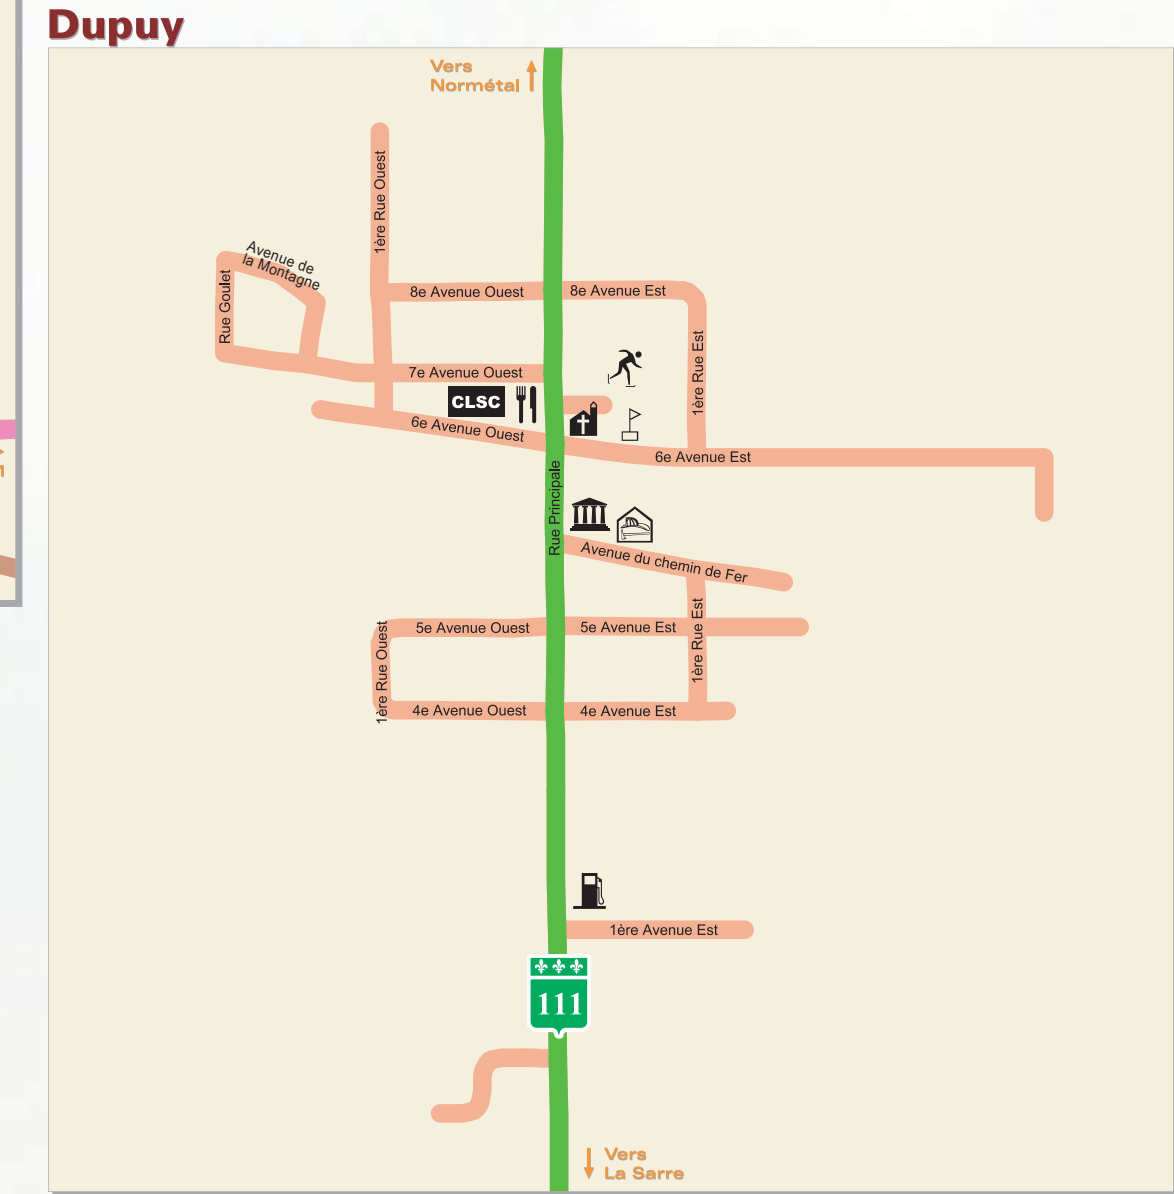 Dupuy
Vers
Normétal
1ère Rue Ouest
Avenue de
la Montagne
Rue Goulet
8e Avenue Ouest
8e Avenue Est
1ère Rue Est
7e Avenue Ouest
CLSC
6e Avenue Ouest
6e Avenue Est
Rue Principale
Avenue du chemin de Fer
1ère Rue Ouest
5e Avenue Ouest
5e Avenue Est
1ère Rue Est
4e Avenue Ouest
4e Avenue Est
1ère Avenue Est
111
Vers
La Sarre